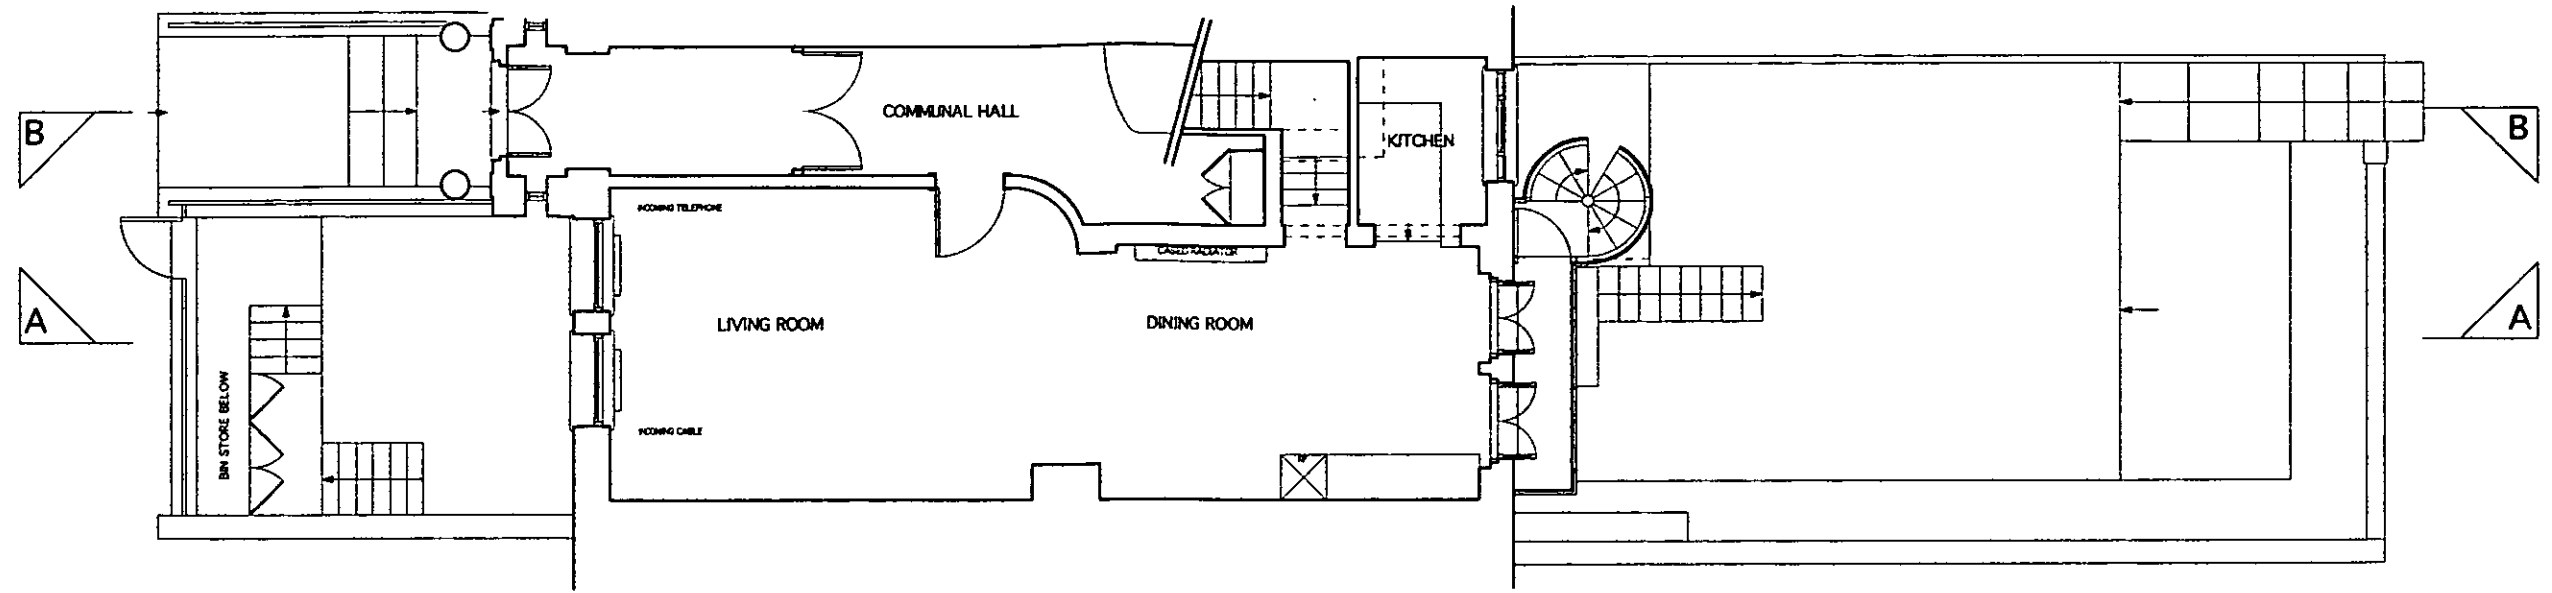 B
COMMUNAL HALL
KITCHEN
B
INCOMING TELEPHONE
CASED RADIATOR
A
LIVING ROOM
DINING ROOM
A
BIN STORE BELOW
INCOMING CABLE